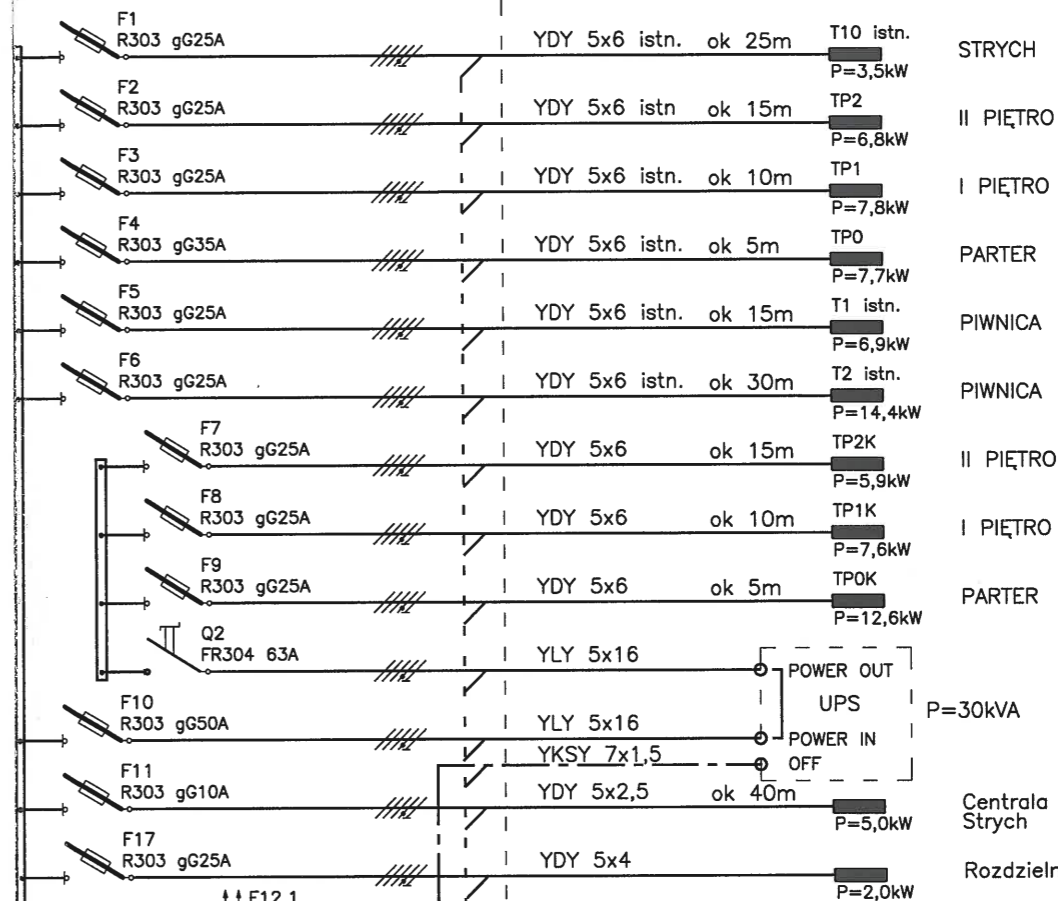 F1
R303 gG25A
YDY 5x6 istn. ok 25m
T10 istn.
P=3,5kW
STRYCH
F2
R303 gG25A
YDY 5x6 istn ok 15m
TP2
P=6,8kW
II PIĘTRO
F3
R303 gG25A
YDY 5x6 istn. ok 10m
TP1
P=7,8kW
I PIĘTRO
F4
R303 gG35A
YDY 5x6 istn. ok 5m
TP0
P=7,7kW
PARTER
F5
R303 gG25A
YDY 5x6 istn. ok 15m
T1 istn.
P=6,9kW
PIWNICA
F6
R303 gG25A
YDY 5x6 istn. ok 30m
T2 istn.
P=14,4kW
PIWNICA
F7
R303 gG25A
YDY 5x6 ok 15m
TP2K
P=5,9kW
II PIĘTRO
F8
R303 gG25A
YDY 5x6 ok 10m
TP1K
P=7,6kW
I PIĘTRO
F9
R303 gG25A
YDY 5x6 ok 5m
TP0K
P=12,6kW
PARTER
Q2
FR304 63A
YLY 5x16
POWER OUT
UPS
P=30kVA
F10
R303 gG50A
YLY 5x16
POWER IN
YKSY 7x1,5
OFF
F11
R303 gG10A
YDY 5x2,5 ok 40m
P=5,0kW
Centrala
Strych
F17
R303 gG25A
YDY 5x4
P=2,0kW
Rozdzieln
F12.1